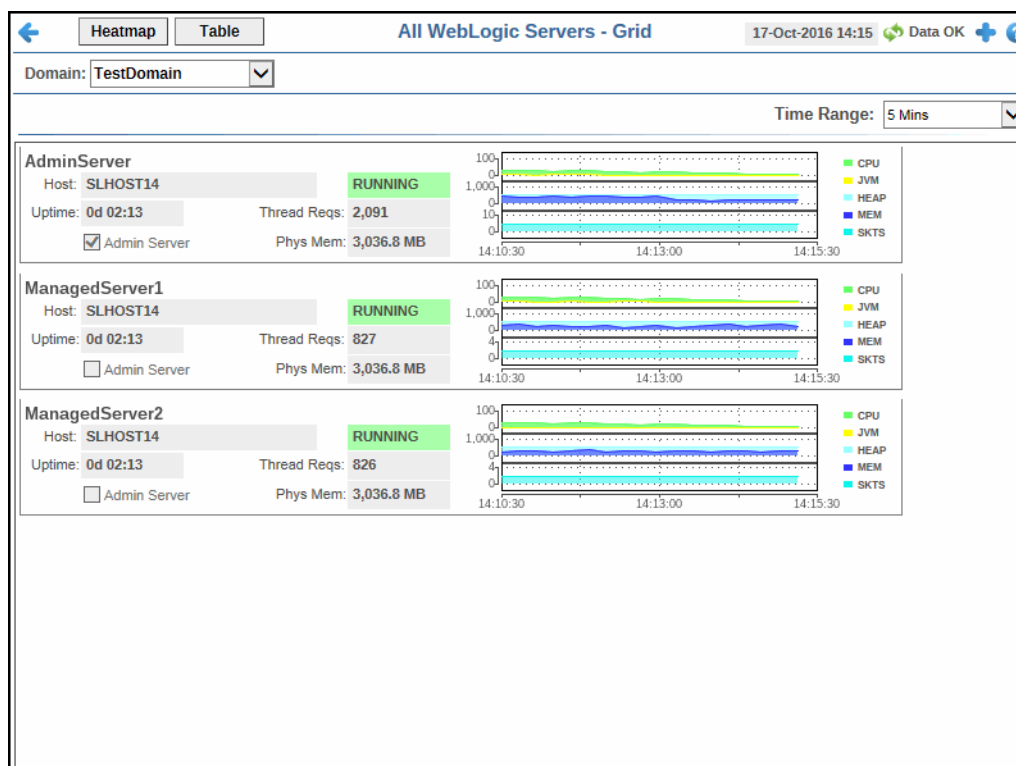 Heatmap Table All WebLogic Servers - Grid 17-Oct-2016 14:15 Data OK
Domain: TestDomain
Time Range: 5 Mins
AdminServer
Host: SLHOST14 RUNNING
Uptime: 0d 02:13 Thread Reqs: 2,091
Admin Server Phys Mem: 3,036.8 MB
100
0
1,000
0
10
0
14:10:30 14:13:00 14:15:30
CPU
JVM
HEAP
MEM
SKTS
ManagedServer1
Host: SLHOST14 RUNNING
Uptime: 0d 02:13 Thread Reqs: 827
Admin Server Phys Mem: 3,036.8 MB
100
0
1,000
0
4
0
14:10:30 14:13:00 14:15:30
CPU
JVM
HEAP
MEM
SKTS
ManagedServer2
Host: SLHOST14 RUNNING
Uptime: 0d 02:13 Thread Reqs: 826
Admin Server Phys Mem: 3,036.8 MB
100
0
1,000
0
4
0
14:10:30 14:13:00 14:15:30
CPU
JVM
HEAP
MEM
SKTS